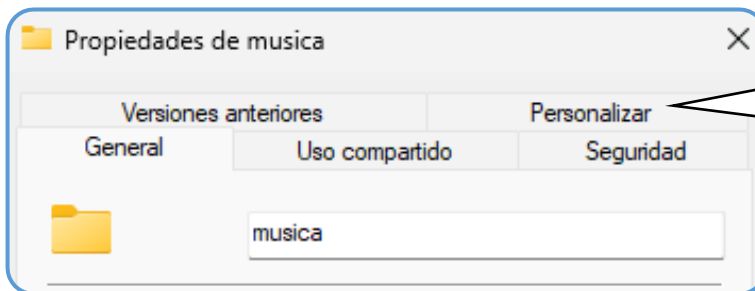 Propiedades de musica
Versiones anteriores Personalizar
General Uso compartido Seguridad
musica